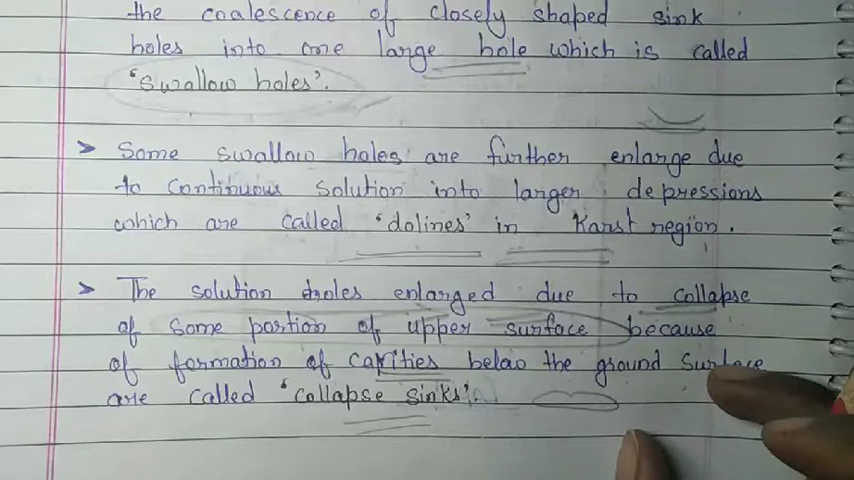 the coalescence of closely shaped sink
holes into one large hole which is called
'swallow holes'.
➤ Some swallow holes are further enlarge due
to continuous solution into larger depressions
which are called 'dolines' in Karst region.
➤ The solution holes enlarged due to collapse
of some portion of upper surface because
of formation of cavities below the ground surface
are called 'collapse sinks'.